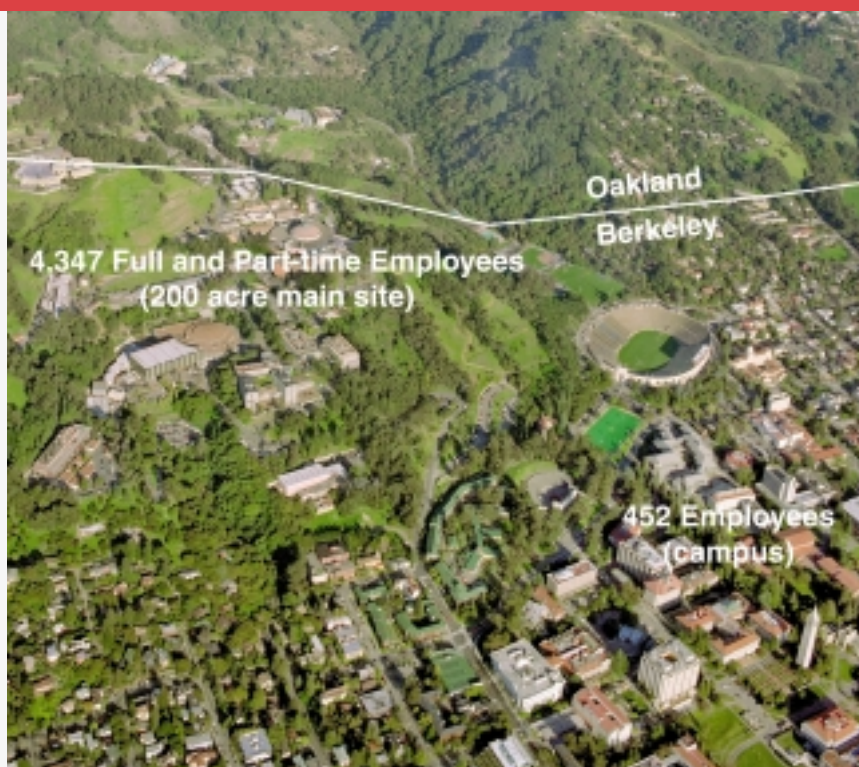 Oakland
Berkeley
4,347 Full and Part-time Employees
(200 acre main site)
452 Employees
(campus)